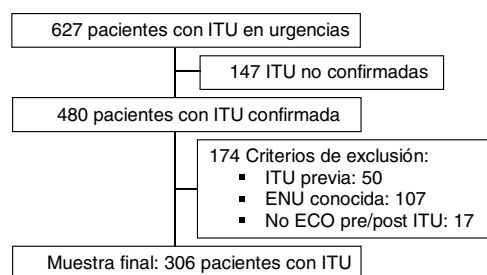 627 pacientes con ITU en urgencias
147 ITU no confirmadas
480 pacientes con ITU confirmada
174 Criterios de exclusión:
▪ ITU previa: 50
▪ ENU conocida: 107
▪ No ECO pre/post ITU: 17
Muestra final: 306 pacientes con ITU